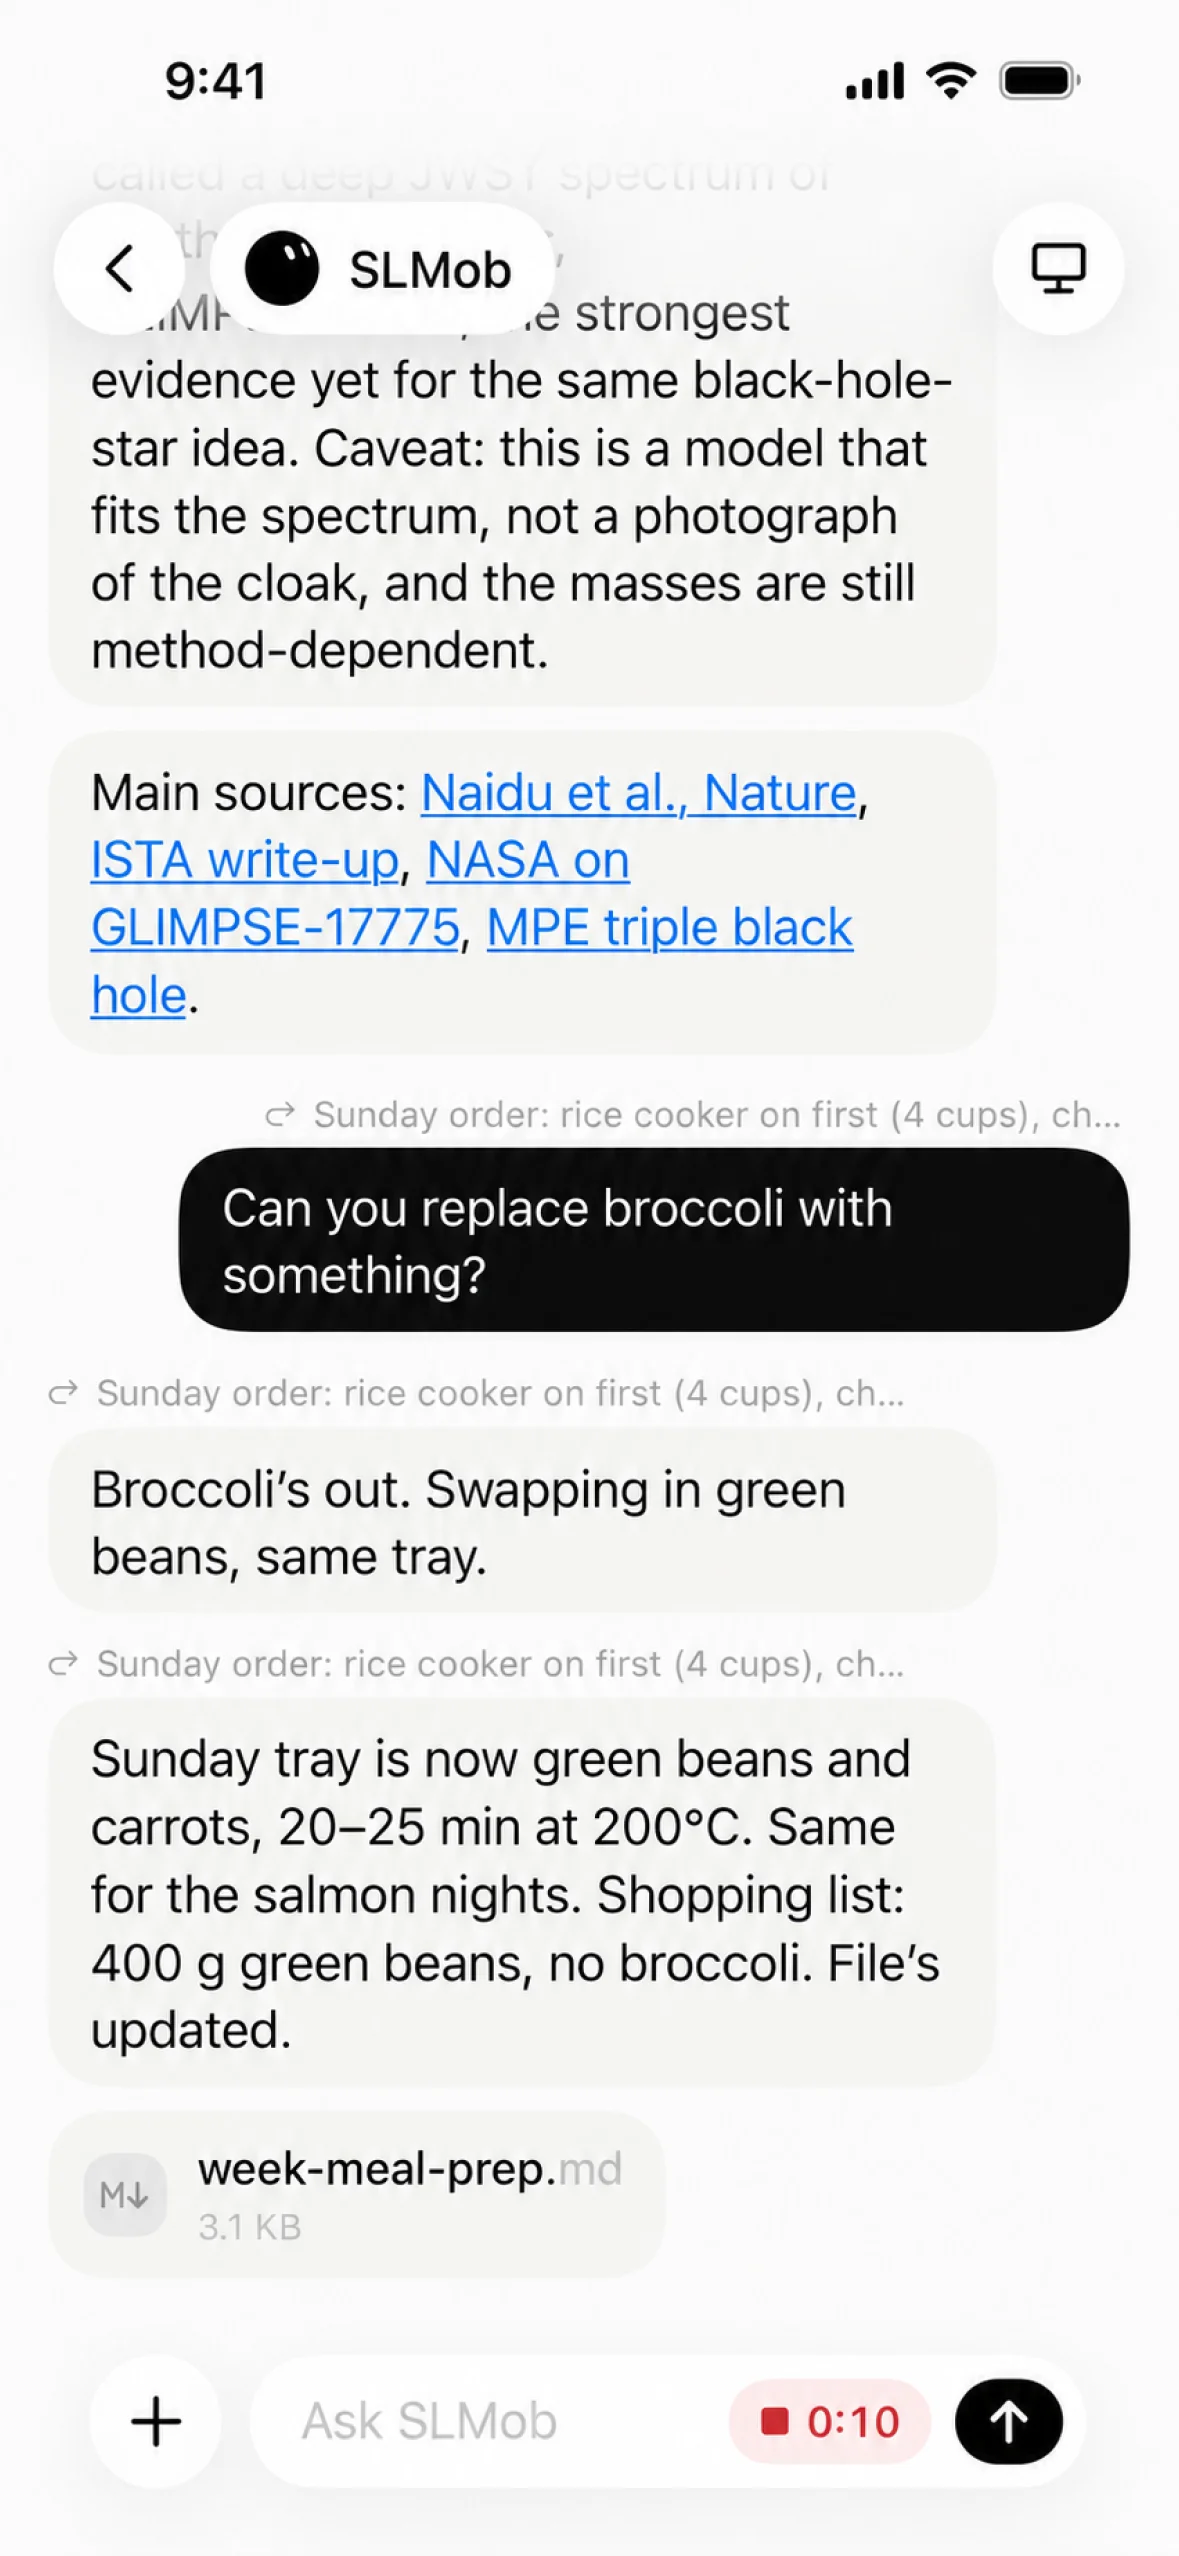 9:41
called a deep JWST spectrum of
SLMob
strongest
evidence yet for the same black-hole-
star idea. Caveat: this is a model that
fits the spectrum, not a photograph
of the cloak, and the masses are still
method-dependent.
Main sources: Naidu et al., Nature,
ISTA write-up, NASA on
GLIMPSE-17775, MPE triple black
hole.
Sunday order: rice cooker on first (4 cups), ch...
Can you replace broccoli with
something?
Sunday order: rice cooker on first (4 cups), ch...
Broccoli’s out. Swapping in green
beans, same tray.
Sunday order: rice cooker on first (4 cups), ch...
Sunday tray is now green beans and
carrots, 20–25 min at 200°C. Same
for the salmon nights. Shopping list:
400 g green beans, no broccoli. File’s
updated.
M↓
week-meal-prep.md
3.1 KB
Ask SLMob
0:10